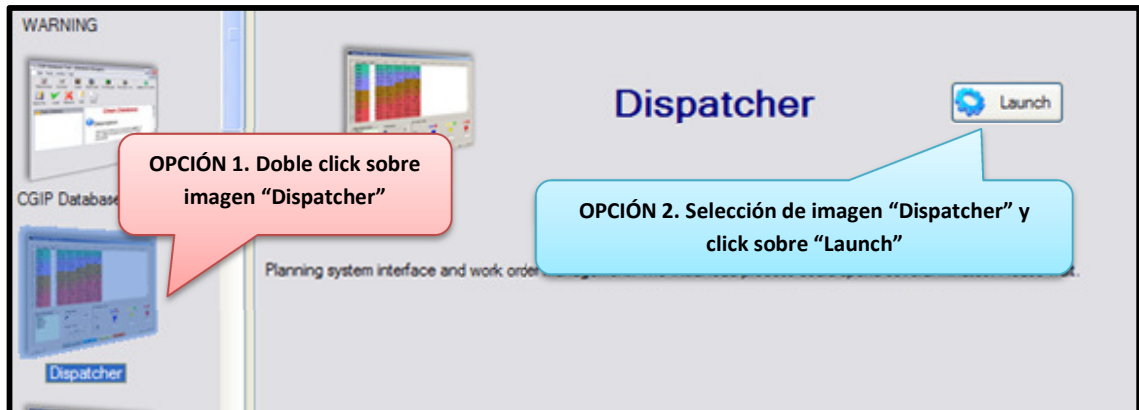 WARNING
Dispatcher
Launch
OPCIÓN 1. Doble click sobre
imagen “Dispatcher”
CGIP Database
OPCIÓN 2. Selección de imagen “Dispatcher” y
click sobre “Launch”
Planning system interface and work order
Dispatcher